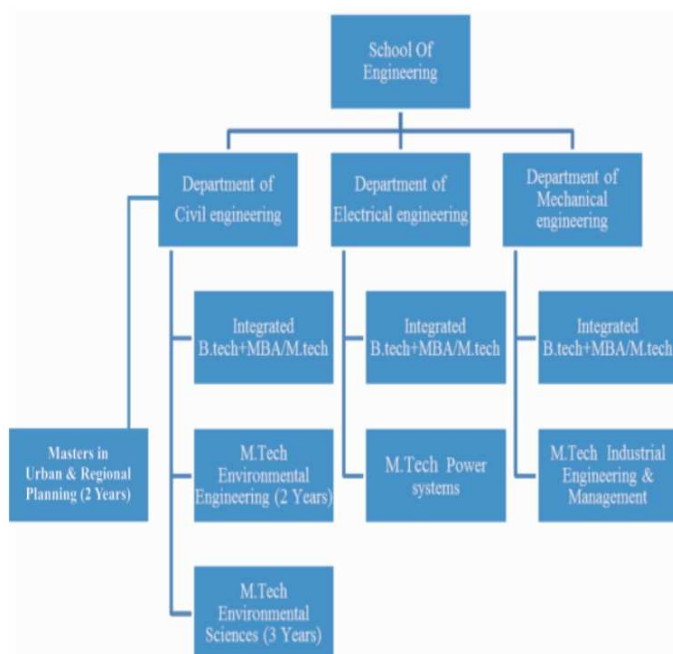 School Of
Engineering
Department of
Civil engineering
Department of
Electrical engineering
Department of
Mechanical
engineering
Integrated
B.tech+MBA/M.tech
Integrated
B.tech+MBA/M.tech
Integrated
B.tech+MBA/M.tech
Masters in
Urban & Regional
Planning (2 Years)
M.Tech
Environmental
Engineering (2 Years)
M.Tech Power
systems
M.Tech Industrial
Engineering &
Management
M.Tech
Environmental
Sciences (3 Years)